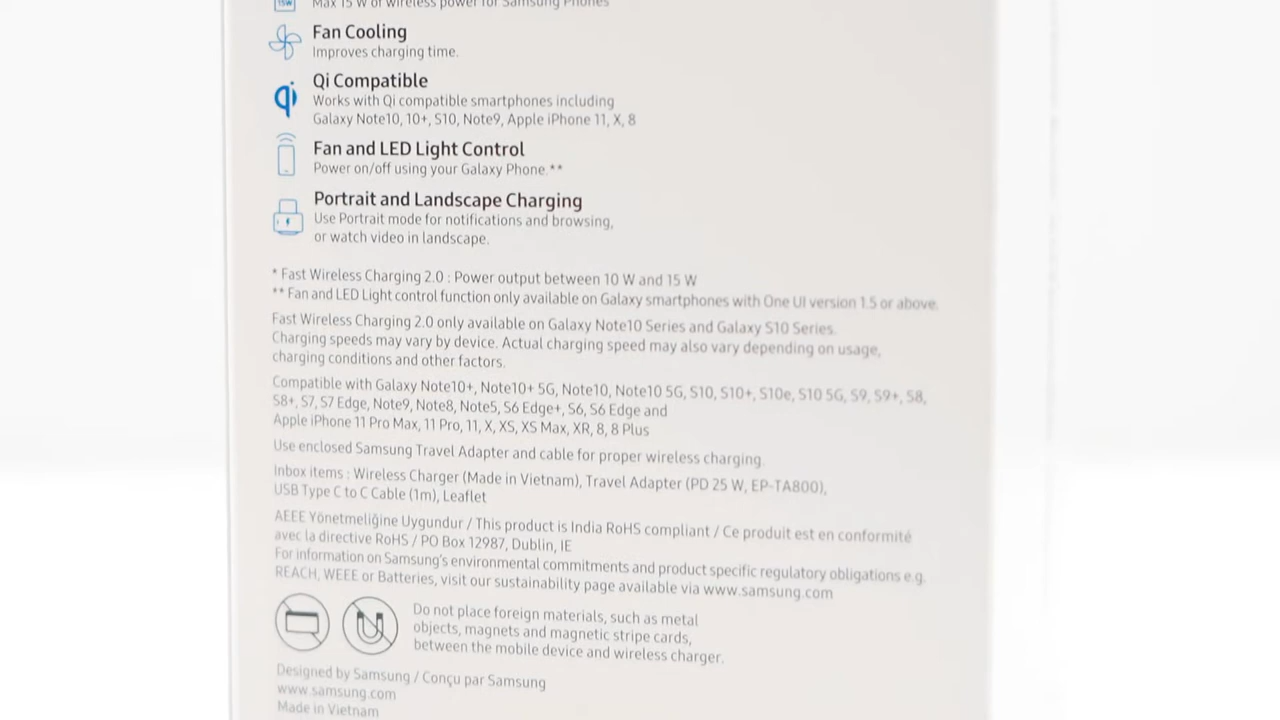 15W
Max 15 W of wireless power for Samsung Phones
Fan Cooling
Improves charging time.
qi
Qi Compatible
Works with Qi compatible smartphones including
Galaxy Note10, 10+, S10, Note9, Apple iPhone 11, X, 8
Fan and LED Light Control
Power on/off using your Galaxy Phone.**
Portrait and Landscape Charging
Use Portrait mode for notifications and browsing,
or watch video in landscape.
* Fast Wireless Charging 2.0 : Power output between 10 W and 15 W
** Fan and LED Light control function only available on Galaxy smartphones with One UI version 1.5 or above.
Fast Wireless Charging 2.0 only available on Galaxy Note10 Series and Galaxy S10 Series.
Charging speeds may vary by device. Actual charging speed may also vary depending on usage,
charging conditions and other factors.
Compatible with Galaxy Note10+, Note10+ 5G, Note10, Note10 5G, S10, S10+, S10e, S10 5G, S9, S9+, S8,
S8+, S7, S7 Edge, Note9, Note8, Note5, S6 Edge+, S6, S6 Edge and
Apple iPhone 11 Pro Max, 11 Pro, 11, X, XS, XS Max, XR, 8, 8 Plus
Use enclosed Samsung Travel Adapter and cable for proper wireless charging.
Inbox items : Wireless Charger (Made in Vietnam), Travel Adapter (PD 25 W, EP-TA800),
USB Type C to C Cable (1m), Leaflet
AEEE Yönetmeliğine Uygundur / This product is India RoHS compliant / Ce produit est en conformité
avec la directive RoHS / PO Box 12987, Dublin, IE
For information on Samsung's environmental commitments and product specific regulatory obligations e.g.
REACH, WEEE or Batteries, visit our sustainability page available via www.samsung.com
Do not place foreign materials, such as metal
objects, magnets and magnetic stripe cards,
between the mobile device and wireless charger.
Designed by Samsung / Conçu par Samsung
www.samsung.com
Made in Vietnam